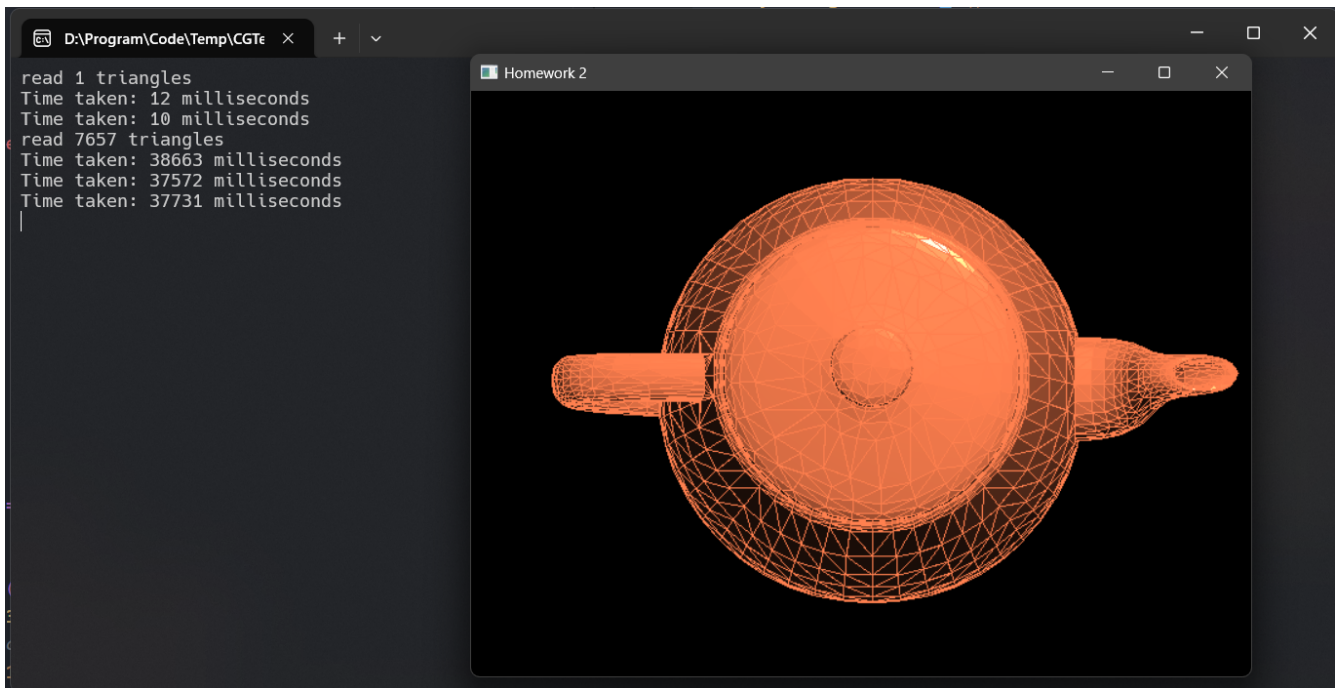 D:\Program\Code\Temp\CGTe
read 1 triangles
Time taken: 12 milliseconds
Time taken: 10 milliseconds
read 7657 triangles
Time taken: 38663 milliseconds
Time taken: 37572 milliseconds
Time taken: 37731 milliseconds
Homework 2